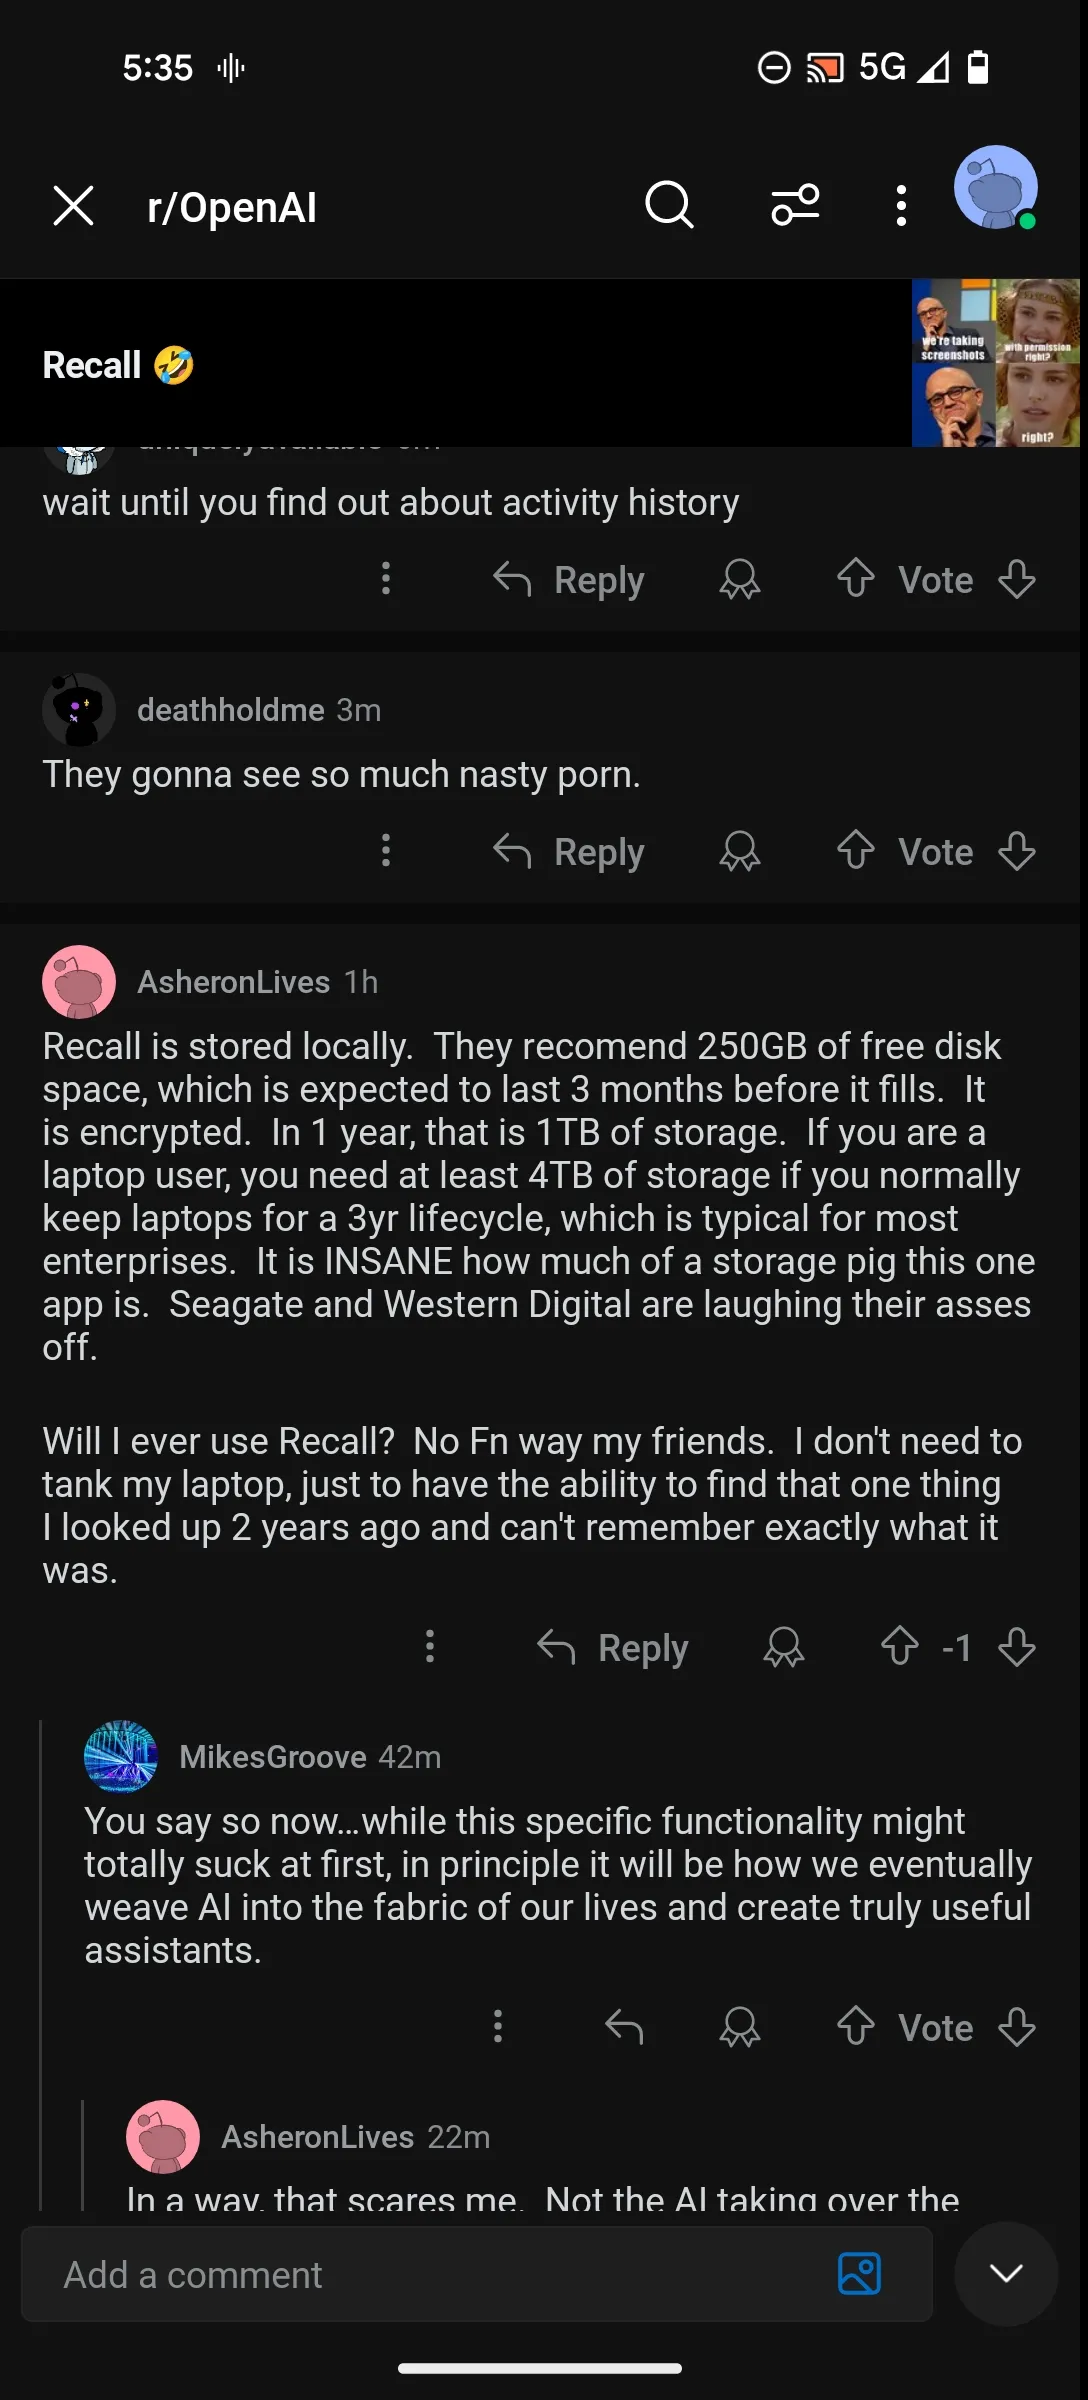 5:35
5G
r/OpenAI
Recall 🤣
we're taking
screenshots
with permission
right?
right?
wait until you find out about activity history
Reply
Vote
deathholdme 3m
They gonna see so much nasty porn.
Reply
Vote
AsheronLives 1h
Recall is stored locally.  They recomend 250GB of free disk
space, which is expected to last 3 months before it fills.  It
is encrypted.  In 1 year, that is 1TB of storage.  If you are a
laptop user, you need at least 4TB of storage if you normally
keep laptops for a 3yr lifecycle, which is typical for most
enterprises.  It is INSANE how much of a storage pig this one
app is.  Seagate and Western Digital are laughing their asses
off.
Will I ever use Recall?  No Fn way my friends.  I don't need to
tank my laptop, just to have the ability to find that one thing
I looked up 2 years ago and can't remember exactly what it
was.
Reply
-1
MikesGroove 42m
You say so now...while this specific functionality might
totally suck at first, in principle it will be how we eventually
weave AI into the fabric of our lives and create truly useful
assistants.
Vote
AsheronLives 22m
In a way, that scares me.  Not the AI taking over the
Add a comment